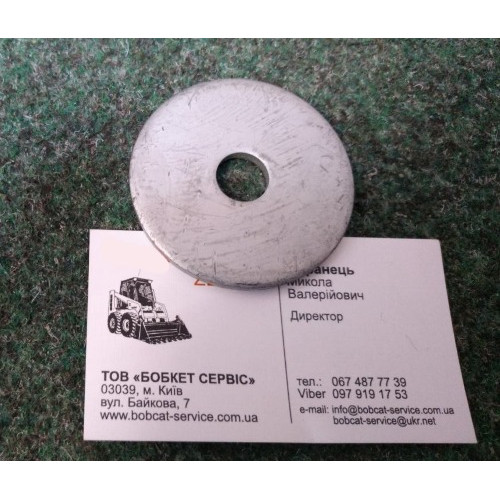 Микола
Валерійович
Директор
ТОВ «БОБКЕТ СЕРВІС»
03039, м. Київ
вул. Байкова, 7
www.bobcat-service.com.ua
тел.: 067 487 77 39
Viber 097 919 17 53
e-mail: info@bobcat-service.com.ua
bobcat-service@ukr.net